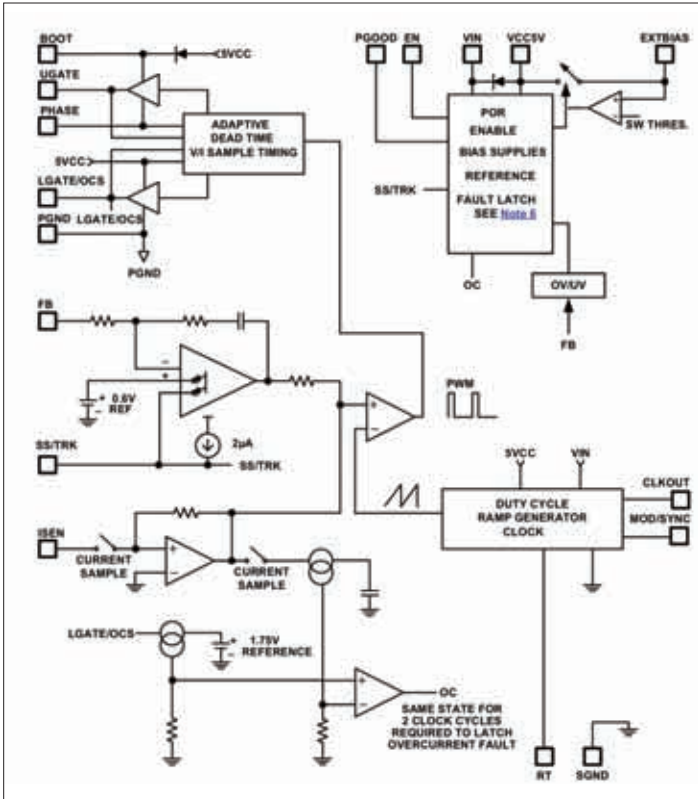 BOOT
5VCC
UGATE
PHASE
ADAPTIVE
DEAD TIME
V/I SAMPLE TIMING
5VCC
LGATE/OCS
LGATE/OCS
PGND
PGND
PGOOD
EN
VIN
VCC5V
EXTBIAS
SW THRES.
POR
ENABLE
BIAS SUPPLIES
REFERENCE
FAULT LATCH
SEE Note 6
SS/TRK
OC
OV/UV
FB
FB
−
+
+
−
0.6V
REF
2µA
SS/TRK
SS/TRK
+
−
PWM
5VCC
VIN
DUTY CYCLE
RAMP GENERATOR
CLOCK
CLKOUT
MOD/SYNC
ISEN
CURRENT
SAMPLE
+
−
CURRENT
SAMPLE
LGATE/OCS
+
−
1.75V
REFERENCE
+
−
OC
SAME STATE FOR
2 CLOCK CYCLES
REQUIRED TO LATCH
OVERCURRENT FAULT
RT
SGND